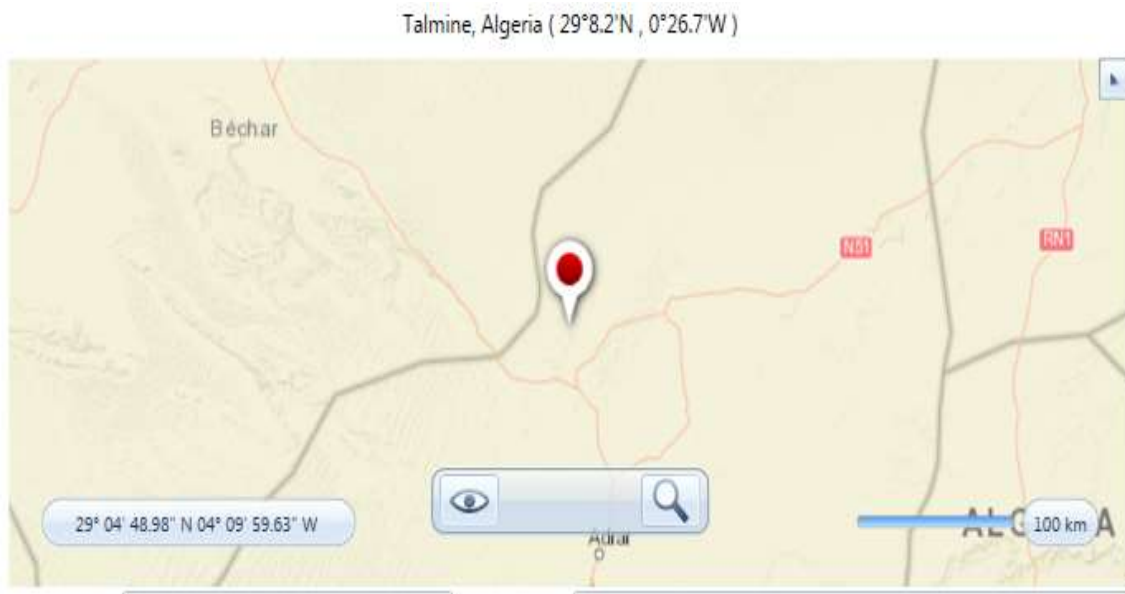 Talmine, Algeria ( 29°8.2'N , 0°26.7'W )
Béchar
N51
RN1
29° 04' 48.98" N 04° 09' 59.63" W
Adrar
100 km